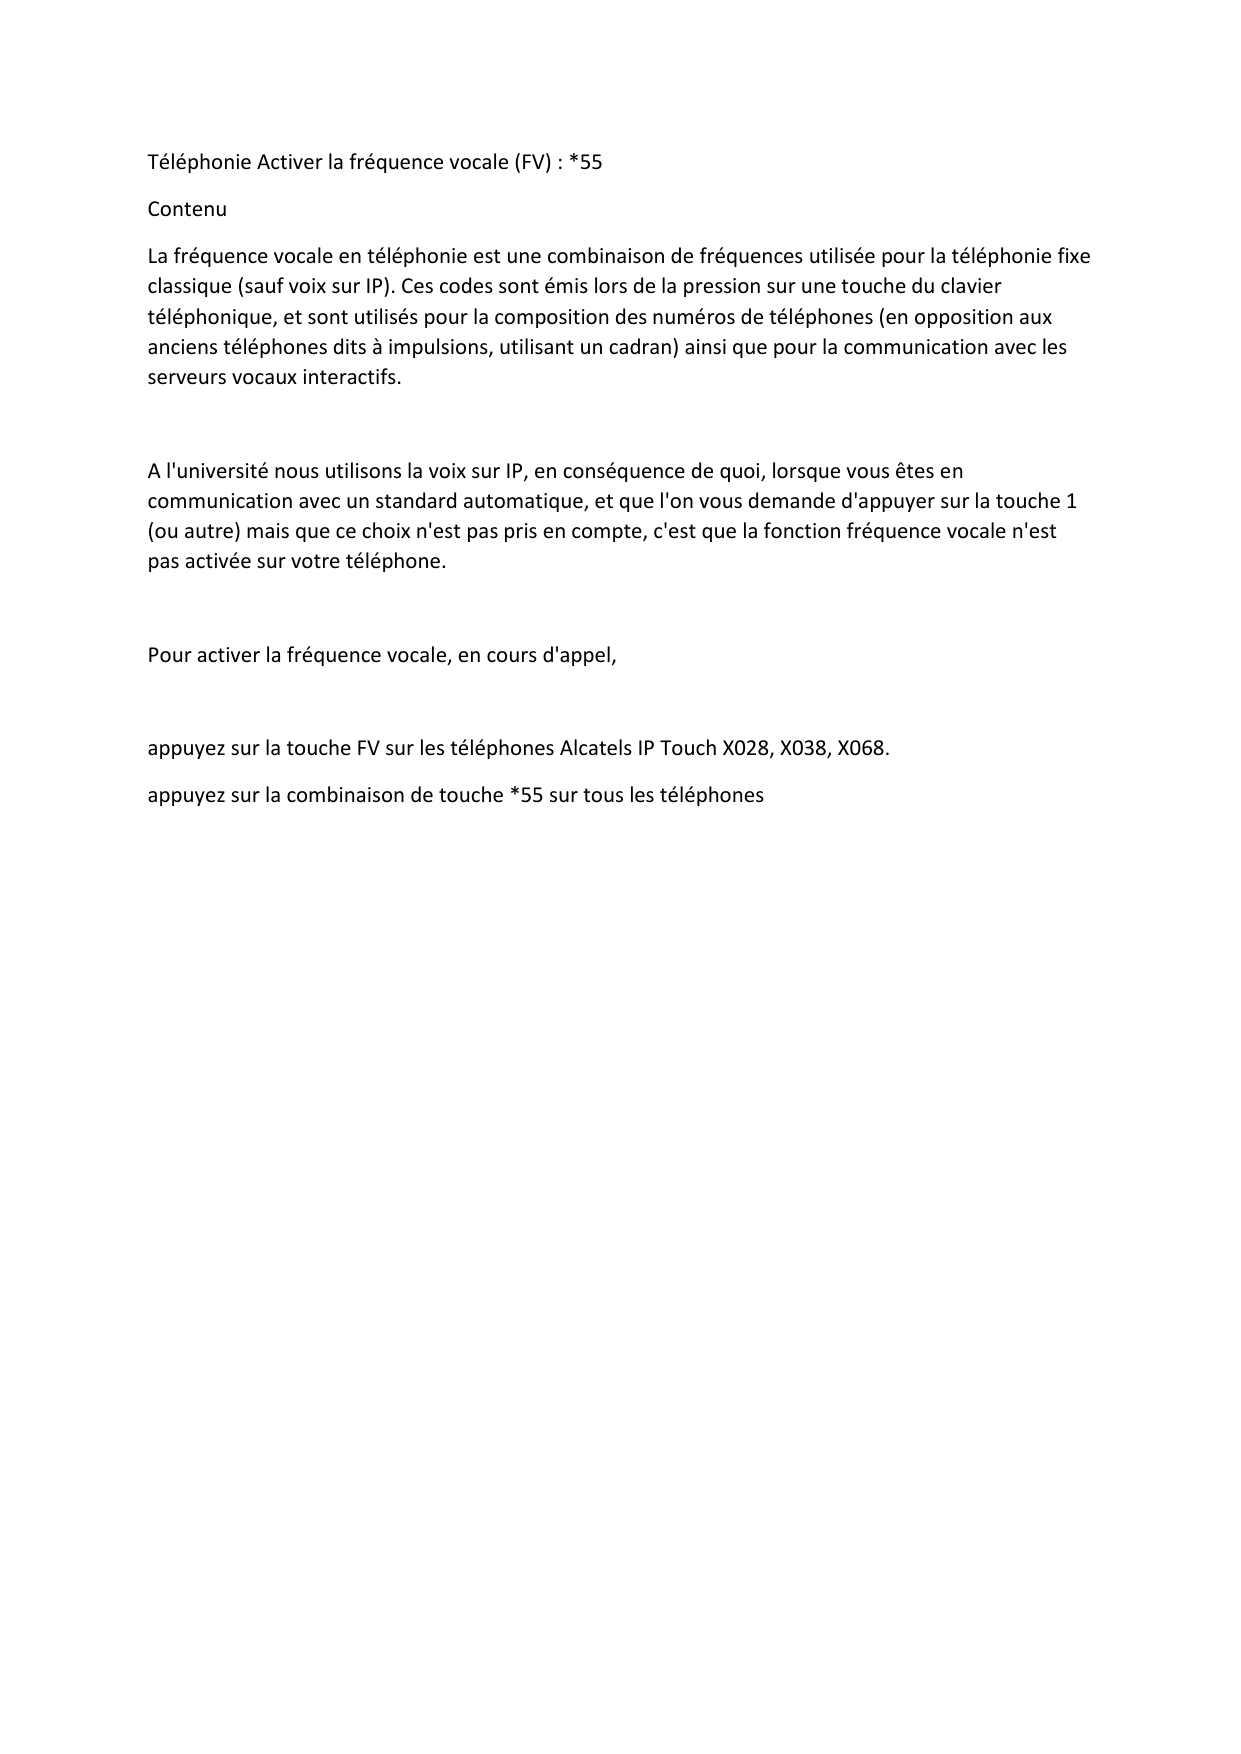 Téléphonie Activer la fréquence vocale (FV) : *55
Contenu
La fréquence vocale en téléphonie est une combinaison de fréquences utilisée pour la téléphonie fixe
classique (sauf voix sur IP). Ces codes sont émis lors de la pression sur une touche du clavier
téléphonique, et sont utilisés pour la composition des numéros de téléphones (en opposition aux
anciens téléphones dits à impulsions, utilisant un cadran) ainsi que pour la communication avec les
serveurs vocaux interactifs.
A l'université nous utilisons la voix sur IP, en conséquence de quoi, lorsque vous êtes en
communication avec un standard automatique, et que l'on vous demande d'appuyer sur la touche 1
(ou autre) mais que ce choix n'est pas pris en compte, c'est que la fonction fréquence vocale n'est
pas activée sur votre téléphone.
Pour activer la fréquence vocale, en cours d'appel,
appuyez sur la touche FV sur les téléphones Alcatels IP Touch X028, X038, X068.
appuyez sur la combinaison de touche *55 sur tous les téléphones